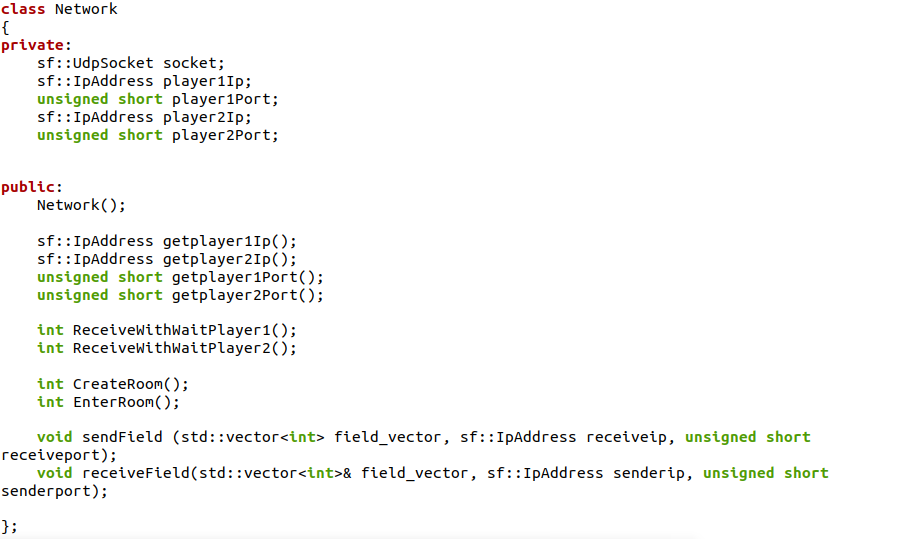 class Network
{
private:
    sf::UdpSocket socket;
    sf::IpAddress player1Ip;
    unsigned short player1Port;
    sf::IpAddress player2Ip;
    unsigned short player2Port;


public:
    Network();

    sf::IpAddress getplayer1Ip();
    sf::IpAddress getplayer2Ip();
    unsigned short getplayer1Port();
    unsigned short getplayer2Port();

    int ReceiveWithWaitPlayer1();
    int ReceiveWithWaitPlayer2();

    int CreateRoom();
    int EnterRoom();

    void sendField (std::vector<int> field_vector, sf::IpAddress receiveip, unsigned short
receiveport);
    void receiveField(std::vector<int>& field_vector, sf::IpAddress senderip, unsigned short
senderport);

};